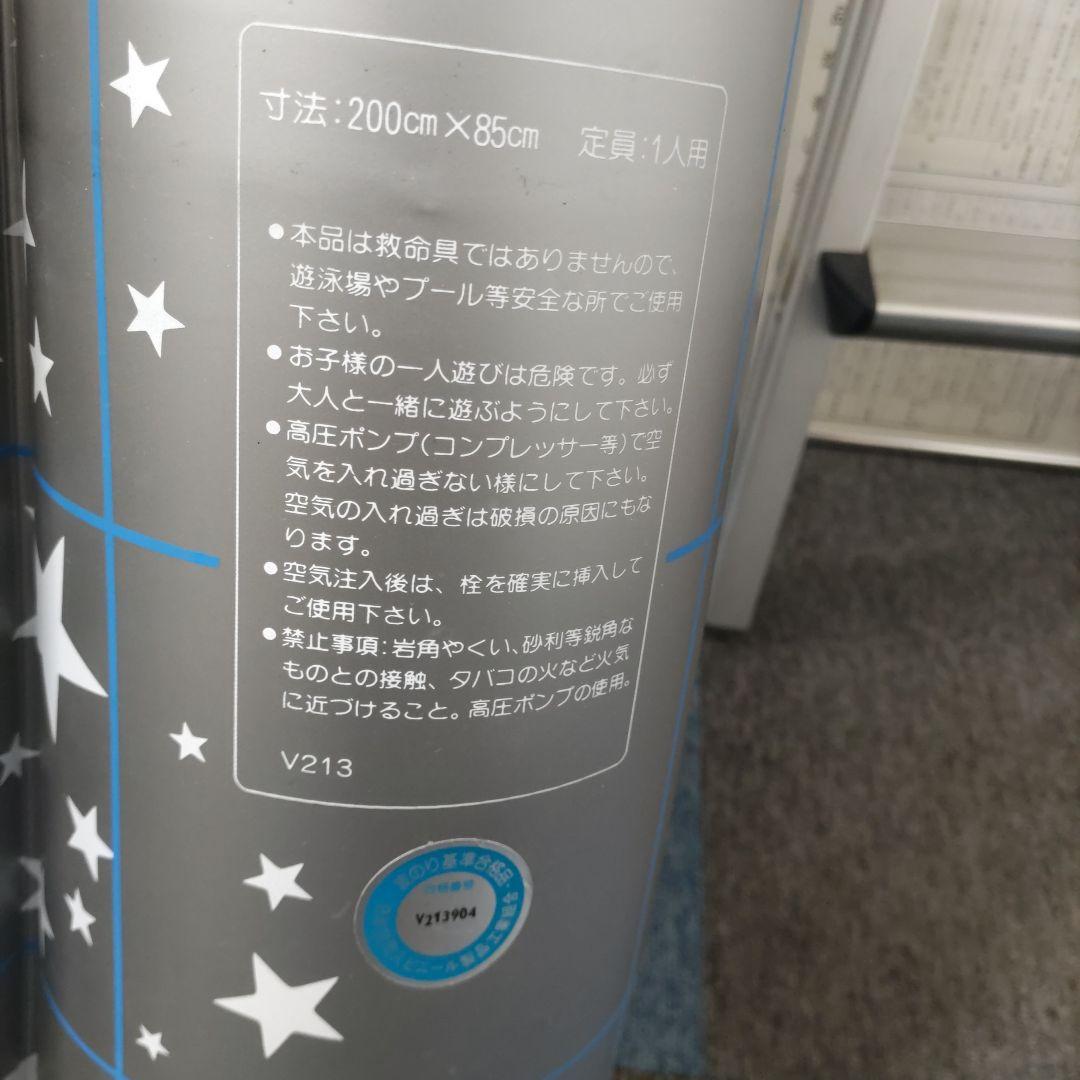 寸法：200cm×85cm　定員：1人用
●本品は救命具ではありませんので、
遊泳場やプール等安全な所でご使用
下さい。
●お子様の一人遊びは危険です。必ず
大人と一緒に遊ぶようにして下さい。
●高圧ポンプ(コンプレッサー等)で空
気を入れ過ぎない様にして下さい。
空気の入れ過ぎは破損の原因にもな
ります。
●空気注入後は、栓を確実に挿入して
ご使用下さい。
●禁止事項：岩角やくい、砂利等鋭角な
ものとの接触、タバコの火など火気
に近づけること。高圧ポンプの使用。
V213
基準合格品
V213904